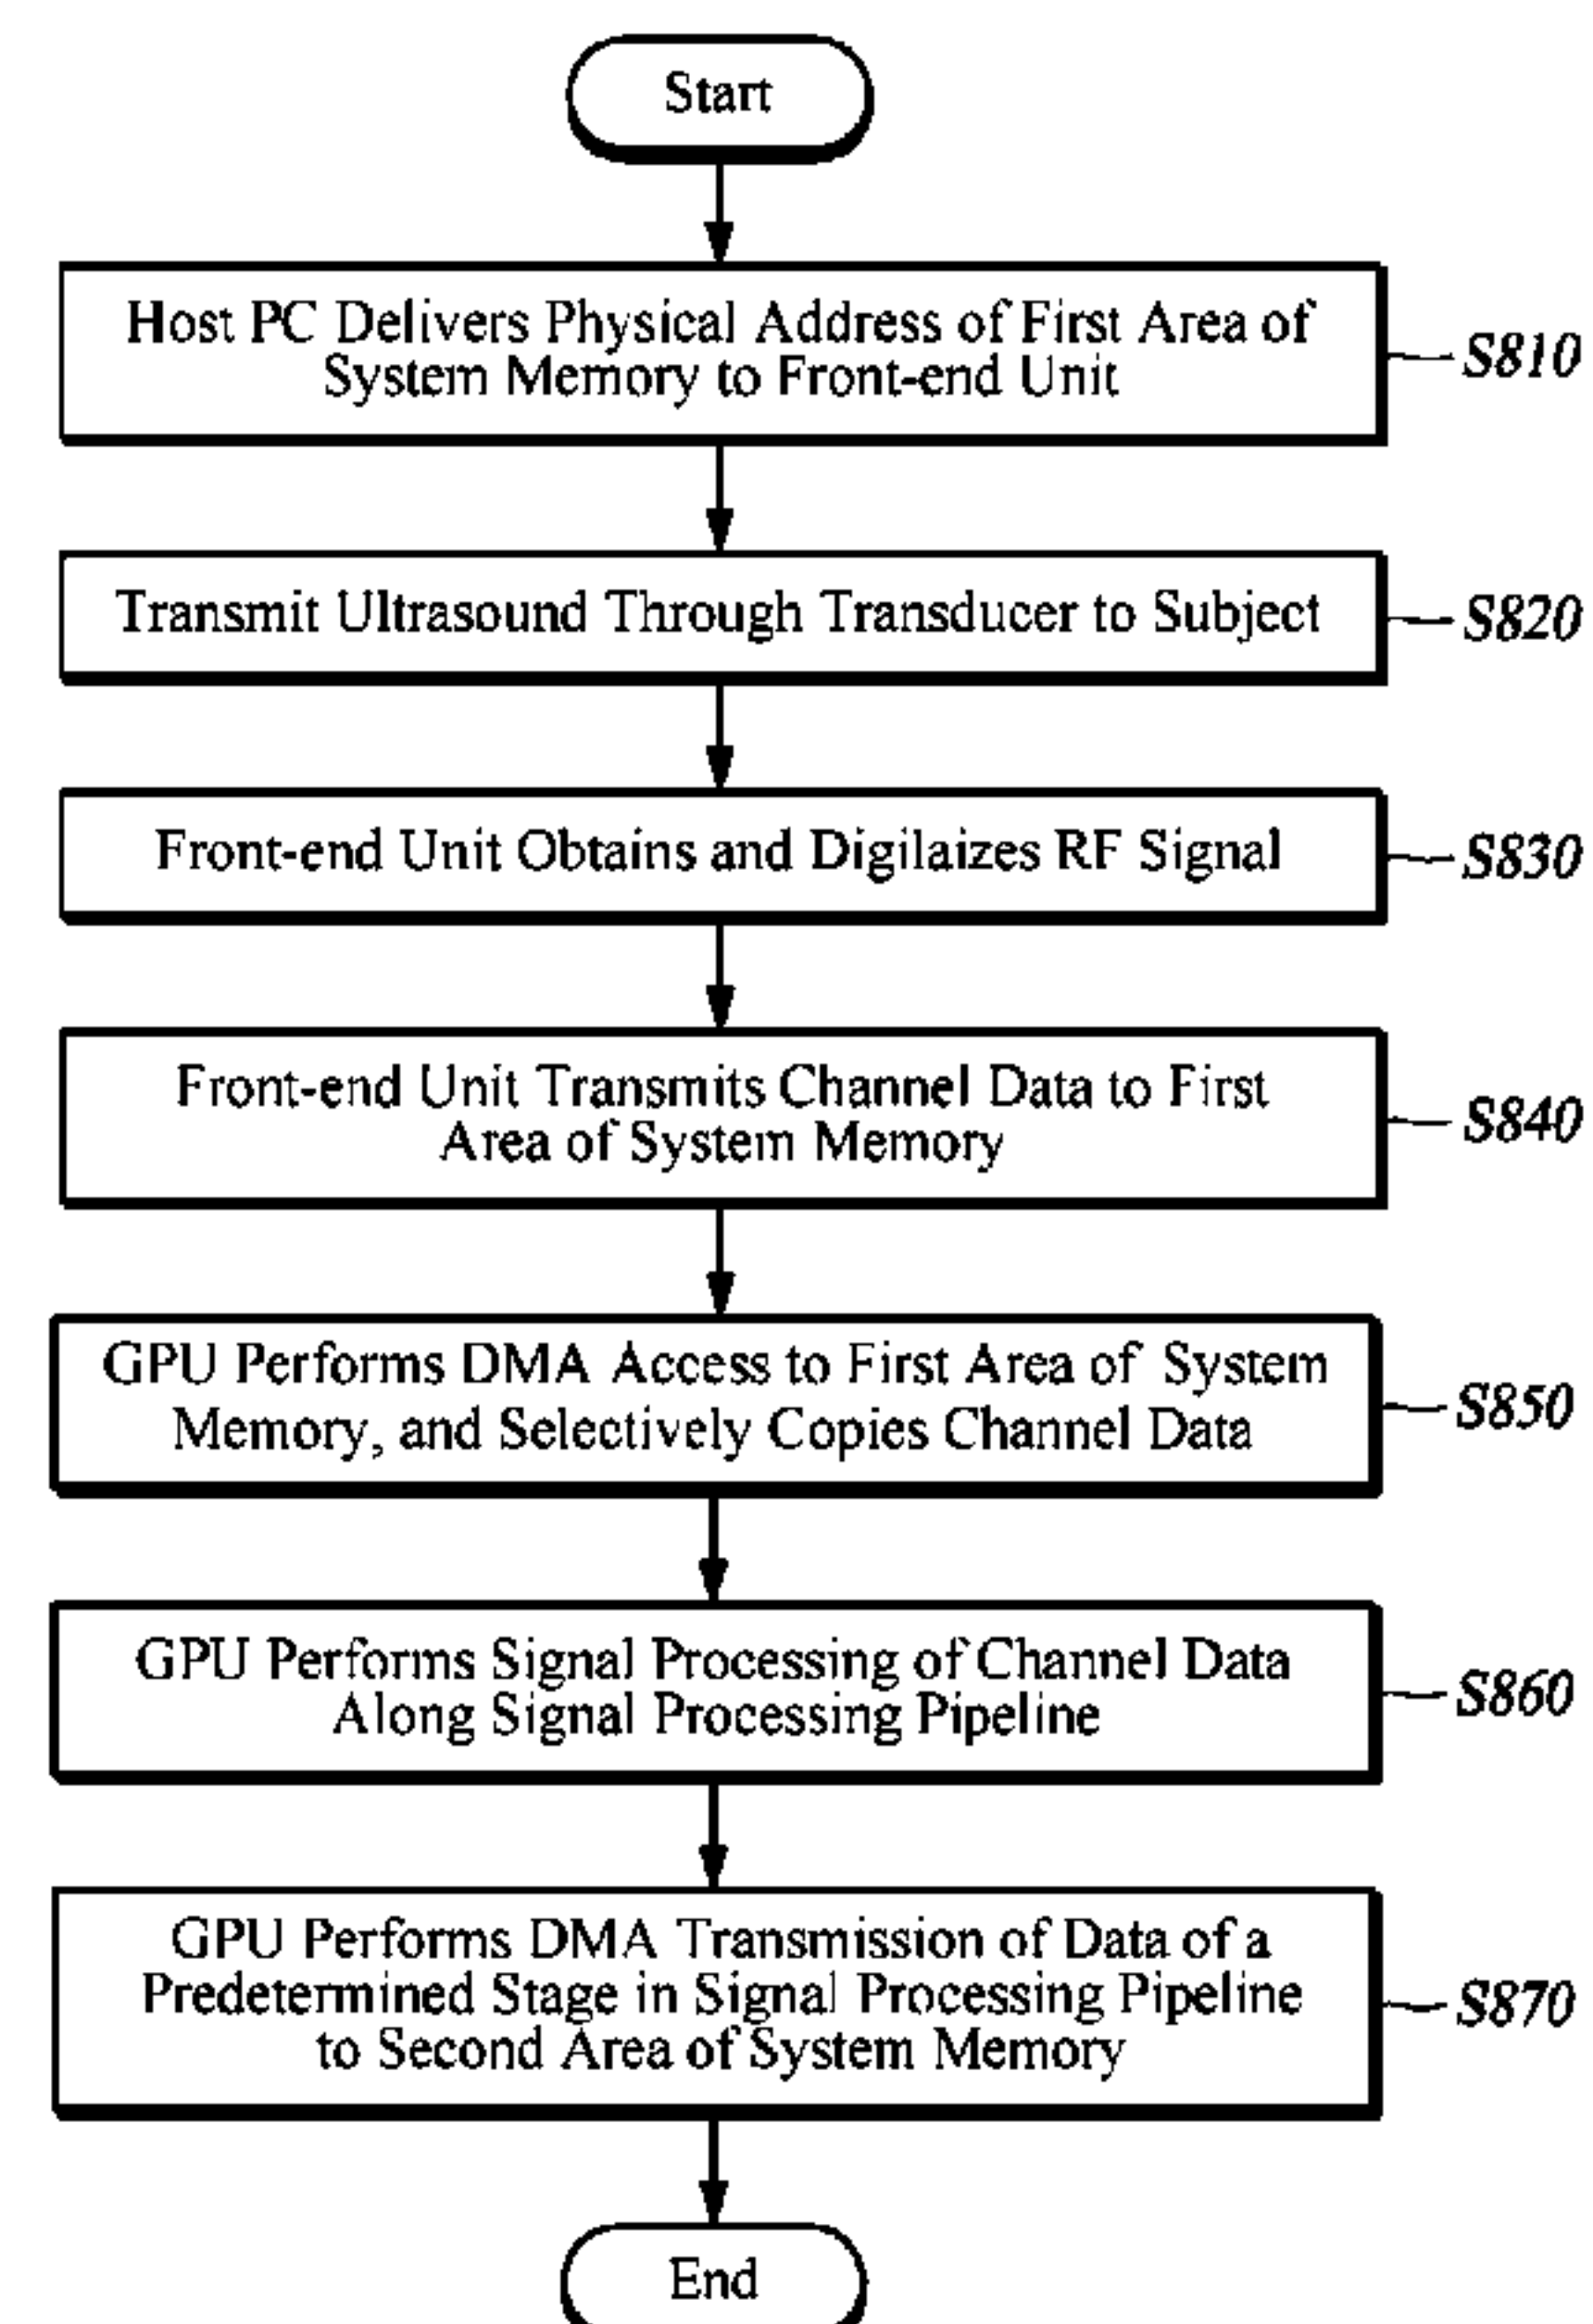 Start
Host PC Delivers Physical Address of First Area of
System Memory to Front-end Unit
S810
Transmit Ultrasound Through Transducer to Subject
S820
Front-end Unit Obtains and Digilaizes RF Signal
S830
Front-end Unit Transmits Channel Data to First
Area of System Memory
S840
GPU Performs DMA Access to First Area of System
Memory, and Selectively Copies Channel Data
S850
GPU Performs Signal Processing of Channel Data
Along Signal Processing Pipeline
S860
GPU Performs DMA Transmission of Data of a
Predetermined Stage in Signal Processing Pipeline
to Second Area of System Memory
S870
End